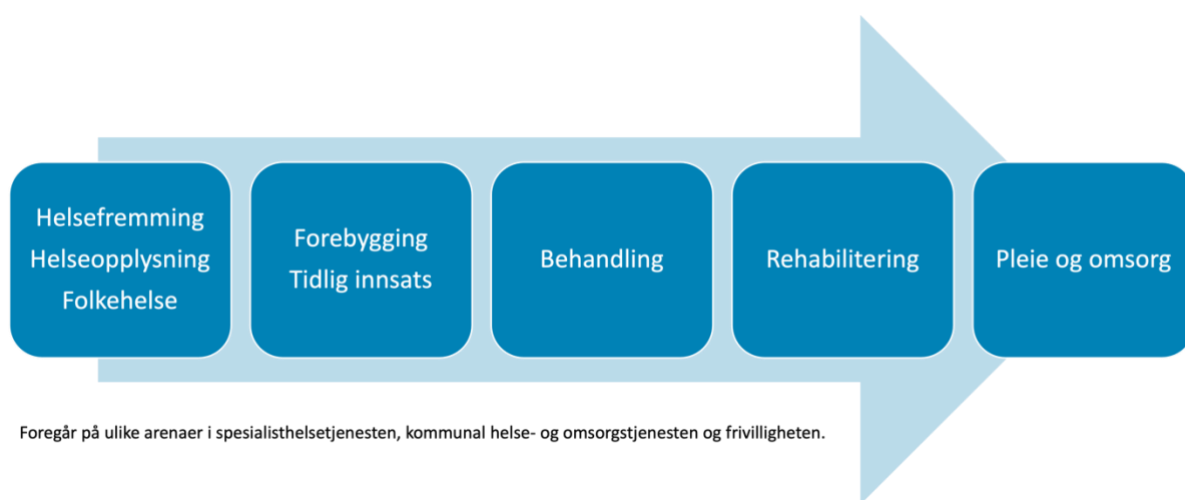 Helsefremming
Helseopplysning
Folkehelse
Forebygging
Tidlig innsats
Behandling
Rehabilitering
Pleie og omsorg
Foregår på ulike arenaer i spesialisthelsetjenesten, kommunal helse- og omsorgstjenesten og frivilligheten.